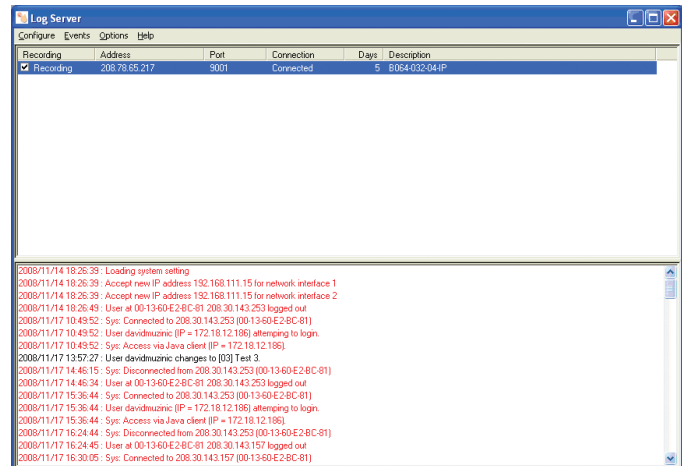 Log Server
Configure Events Options Help
Recording Address Port Connection Days Description
Recording 208.78.65.217 9001 Connected 5 B064-032-04-IP
2008/11/14 18:26:39 : Loading system setting
2008/11/14 18:26:39 : Accept new IP address 192.168.111.15 for network interface 1
2008/11/14 18:26:39 : Accept new IP address 192.168.111.15 for network interface 2
2008/11/14 18:26:49 : User at 00-13-60-E2-BC-81 208.30.143.253 logged out
2008/11/17 10:49:52 : Sys: Connected to 208.30.143.253 (00-13-60-E2-BC-81)
2008/11/17 10:49:52 : User davidmuzinic (IP = 172.18.12.186) attemping to login.
2008/11/17 10:49:52 : Sys: Access via Java client (IP = 172.18.12.186).
2008/11/17 13:57:27 : User davidmuzinic changes to [03] Test 3.
2008/11/17 14:46:15 : Sys: Disconnected from 208.30.143.253 (00-13-60-E2-BC-81)
2008/11/17 14:46:34 : User at 00-13-60-E2-BC-81 208.30.143.253 logged out
2008/11/17 15:36:44 : Sys: Connected to 208.30.143.253 (00-13-60-E2-BC-81)
2008/11/17 15:36:44 : User davidmuzinic (IP = 172.18.12.186) attemping to login.
2008/11/17 15:36:44 : Sys: Access via Java client (IP = 172.18.12.186).
2008/11/17 16:24:44 : Sys: Disconnected from 208.30.143.253 (00-13-60-E2-BC-81)
2008/11/17 16:24:45 : User at 00-13-60-E2-BC-81 208.30.143.157 logged out
2008/11/17 16:30:05 : Sys: Connected to 208.30.143.157 (00-13-60-E2-BC-81)